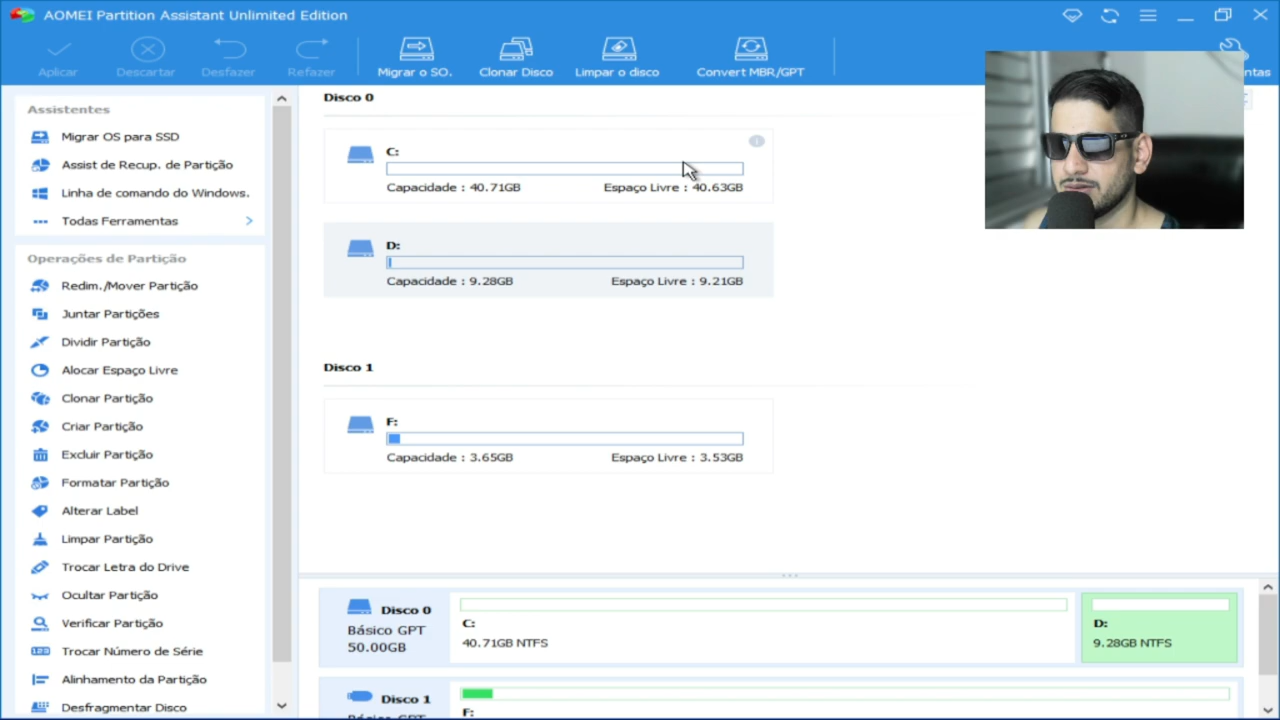 AOMEI Partition Assistant Unlimited Edition
Aplicar
Descartar
Desfazer
Refazer
Migrar o SO.
Clonar Disco
Limpar o disco
Convert MBR/GPT
ntas
Assistentes
Migrar OS para SSD
Assist de Recup. de Partição
Linha de comando do Windows.
Todas Ferramentas
Operações de Partição
Redim./Mover Partição
Juntar Partições
Dividir Partição
Alocar Espaço Livre
Clonar Partição
Criar Partição
Excluir Partição
Formatar Partição
Alterar Label
Limpar Partição
Trocar Letra do Drive
Ocultar Partição
Verificar Partição
Trocar Número de Série
Alinhamento da Partição
Desfragmentar Disco
Disco 0
C:
Capacidade : 40.71GB Espaço Livre : 40.63GB
D:
Capacidade : 9.28GB Espaço Livre : 9.21GB
Disco 1
F:
Capacidade : 3.65GB Espaço Livre : 3.53GB
Disco 0
Básico GPT
50.00GB
C:
40.71GB NTFS
D:
9.28GB NTFS
Disco 1
Básico GPT
F: